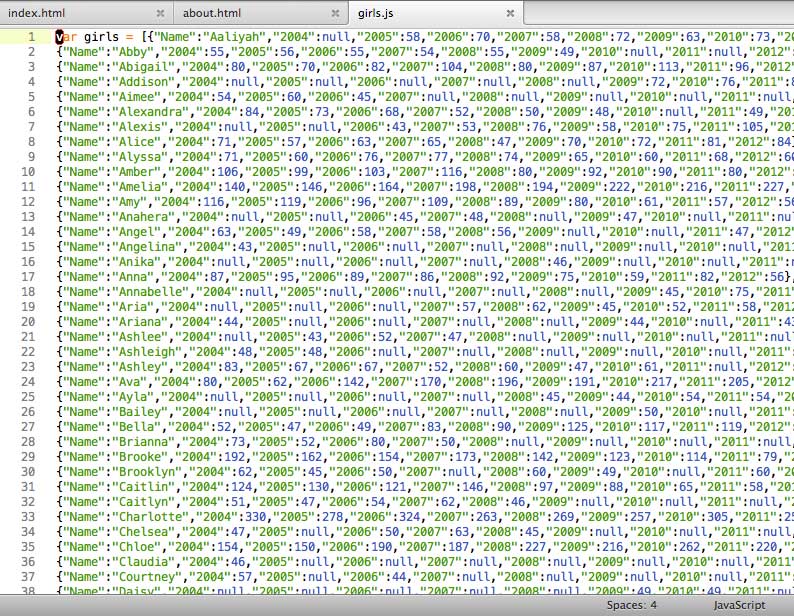 index.html about.html girls.js
1 var girls = [{"Name":"Aaliyah","2004":null,"2005":58,"2006":70,"2007":58,"2008":72,"2009":63,"2010":73,"20
2 {"Name":"Abby","2004":55,"2005":56,"2006":55,"2007":54,"2008":55,"2009":49,"2010":null,"2011":null,"2012"
3 {"Name":"Abigail","2004":80,"2005":70,"2006":82,"2007":104,"2008":80,"2009":87,"2010":113,"2011":96,"2012"
4 {"Name":"Addison","2004":null,"2005":null,"2006":null,"2007":null,"2008":null,"2009":72,"2010":76,"2011":8
5 {"Name":"Aimee","2004":54,"2005":60,"2006":45,"2007":null,"2008":null,"2009":null,"2010":null,"2011":null,
6 {"Name":"Alexandra","2004":84,"2005":73,"2006":68,"2007":52,"2008":50,"2009":48,"2010":null,"2011":49,"201
7 {"Name":"Alexis","2004":null,"2005":null,"2006":43,"2007":53,"2008":76,"2009":58,"2010":75,"2011":105,"201
8 {"Name":"Alice","2004":71,"2005":57,"2006":63,"2007":65,"2008":47,"2009":70,"2010":72,"2011":81,"2012":84}
9 {"Name":"Alyssa","2004":71,"2005":60,"2006":76,"2007":77,"2008":74,"2009":65,"2010":60,"2011":68,"2012":60
10 {"Name":"Amber","2004":106,"2005":99,"2006":103,"2007":116,"2008":80,"2009":92,"2010":90,"2011":80,"2012":
11 {"Name":"Amelia","2004":140,"2005":146,"2006":164,"2007":198,"2008":194,"2009":222,"2010":216,"2011":227,
12 {"Name":"Amy","2004":116,"2005":119,"2006":96,"2007":109,"2008":89,"2009":80,"2010":61,"2011":57,"2012":56
13 {"Name":"Anahera","2004":null,"2005":null,"2006":45,"2007":48,"2008":null,"2009":47,"2010":null,"2011":nul
14 {"Name":"Angel","2004":63,"2005":49,"2006":58,"2007":58,"2008":56,"2009":null,"2010":null,"2011":47,"2012"
15 {"Name":"Angelina","2004":43,"2005":null,"2006":null,"2007":null,"2008":null,"2009":null,"2010":null,"2011
16 {"Name":"Anika","2004":null,"2005":null,"2006":null,"2007":null,"2008":46,"2009":null,"2010":null,"2011":n
17 {"Name":"Anna","2004":87,"2005":95,"2006":89,"2007":86,"2008":92,"2009":75,"2010":59,"2011":82,"2012":56},
18 {"Name":"Annabelle","2004":null,"2005":null,"2006":null,"2007":null,"2008":null,"2009":45,"2010":75,"2011"
19 {"Name":"Aria","2004":null,"2005":null,"2006":null,"2007":57,"2008":62,"2009":45,"2010":52,"2011":58,"2012
20 {"Name":"Ariana","2004":44,"2005":null,"2006":null,"2007":null,"2008":null,"2009":44,"2010":null,"2011":43
21 {"Name":"Ashlee","2004":null,"2005":43,"2006":52,"2007":47,"2008":null,"2009":null,"2010":null,"2011":null
22 {"Name":"Ashleigh","2004":48,"2005":48,"2006":null,"2007":null,"2008":null,"2009":null,"2010":null,"2011":
23 {"Name":"Ashley","2004":83,"2005":67,"2006":67,"2007":52,"2008":60,"2009":47,"2010":61,"2011":null,"2012"
24 {"Name":"Ava","2004":80,"2005":62,"2006":142,"2007":170,"2008":196,"2009":191,"2010":217,"2011":205,"2012"
25 {"Name":"Ayla","2004":null,"2005":null,"2006":null,"2007":null,"2008":45,"2009":44,"2010":54,"2011":54,"20
26 {"Name":"Bailey","2004":null,"2005":null,"2006":null,"2007":null,"2008":null,"2009":50,"2010":null,"2011":
27 {"Name":"Bella","2004":52,"2005":47,"2006":49,"2007":83,"2008":90,"2009":125,"2010":117,"2011":119,"2012":
28 {"Name":"Brianna","2004":73,"2005":52,"2006":80,"2007":50,"2008":null,"2009":null,"2010":null,"2011":null,
29 {"Name":"Brooke","2004":192,"2005":162,"2006":154,"2007":173,"2008":142,"2009":123,"2010":114,"2011":79,"2
30 {"Name":"Brooklyn","2004":62,"2005":45,"2006":50,"2007":null,"2008":60,"2009":49,"2010":null,"2011":60,"20
31 {"Name":"Caitlin","2004":124,"2005":130,"2006":121,"2007":146,"2008":97,"2009":88,"2010":65,"2011":58,"201
32 {"Name":"Caitlyn","2004":51,"2005":47,"2006":54,"2007":62,"2008":46,"2009":null,"2010":null,"2011":null,"2
33 {"Name":"Charlotte","2004":330,"2005":278,"2006":324,"2007":263,"2008":269,"2009":257,"2010":305,"2011":25
34 {"Name":"Chelsea","2004":47,"2005":null,"2006":50,"2007":63,"2008":45,"2009":null,"2010":null,"2011":null,
35 {"Name":"Chloe","2004":154,"2005":150,"2006":190,"2007":187,"2008":227,"2009":216,"2010":262,"2011":220,"2
36 {"Name":"Claudia","2004":46,"2005":null,"2006":null,"2007":null,"2008":null,"2009":null,"2010":null,"2011"
37 {"Name":"Courtney","2004":57,"2005":null,"2006":44,"2007":null,"2008":null,"2009":null,"2010":null,"2011":
38 {"Name":"Daisy","2004":null,"2005":null,"2006":null,"2007":null,"2008":null,"2009":49,"2010":49,"2011":nul
Spaces: 4 JavaScript